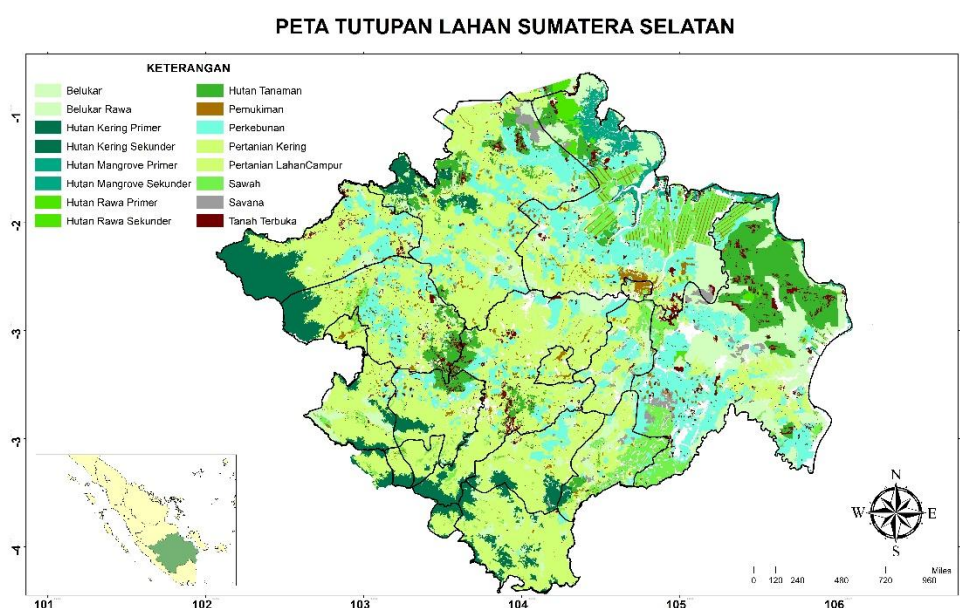 PETA TUTUPAN LAHAN SUMATERA SELATAN
KETERANGAN
Belukar
Belukar Rawa
Hutan Kering Primer
Hutan Kering Sekunder
Hutan Mangrove Primer
Hutan Mangrove Sekunder
Hutan Rawa Primer
Hutan Rawa Sekunder
Hutan Tanaman
Pemukiman
Perkebunan
Pertanian Kering
Pertanian LahanCampur
Sawah
Savana
Tanah Terbuka
-1
-2
-3
-3
-4
N
W E
S
Miles
0 120 240 480 720 960
101 102 103 104 105 106